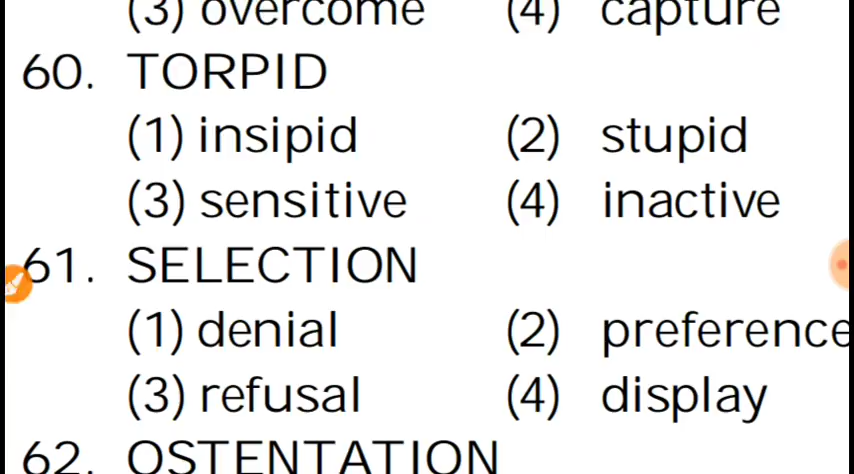 (3) overcome (4) capture
60. TORPID
(1) insipid (2) stupid
(3) sensitive (4) inactive
61. SELECTION
(1) denial (2) preference
(3) refusal (4) display
62. OSTENTATION